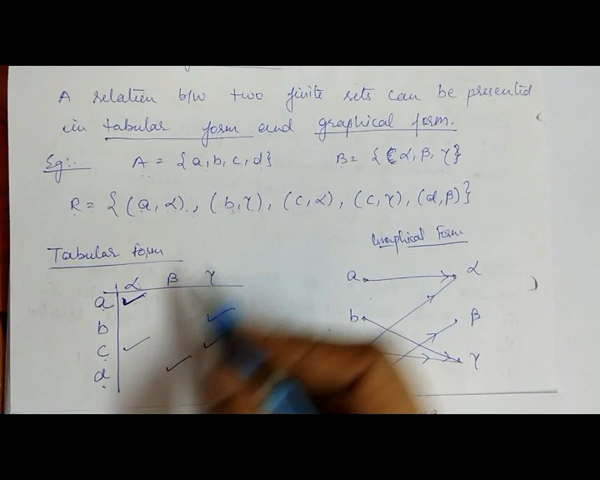 A relation b/w two finite sets can be presented
in tabular form and graphical form.
Eg:- A = {a, b, c, d} B = {α, β, γ}
R = {(a, α), (b, γ), (c, α), (c, γ), (d, β)}
Tabular form
Graphical Form
α β γ
a ✓
b ✓
c ✓ ✓
d ✓
a α
b β
γ